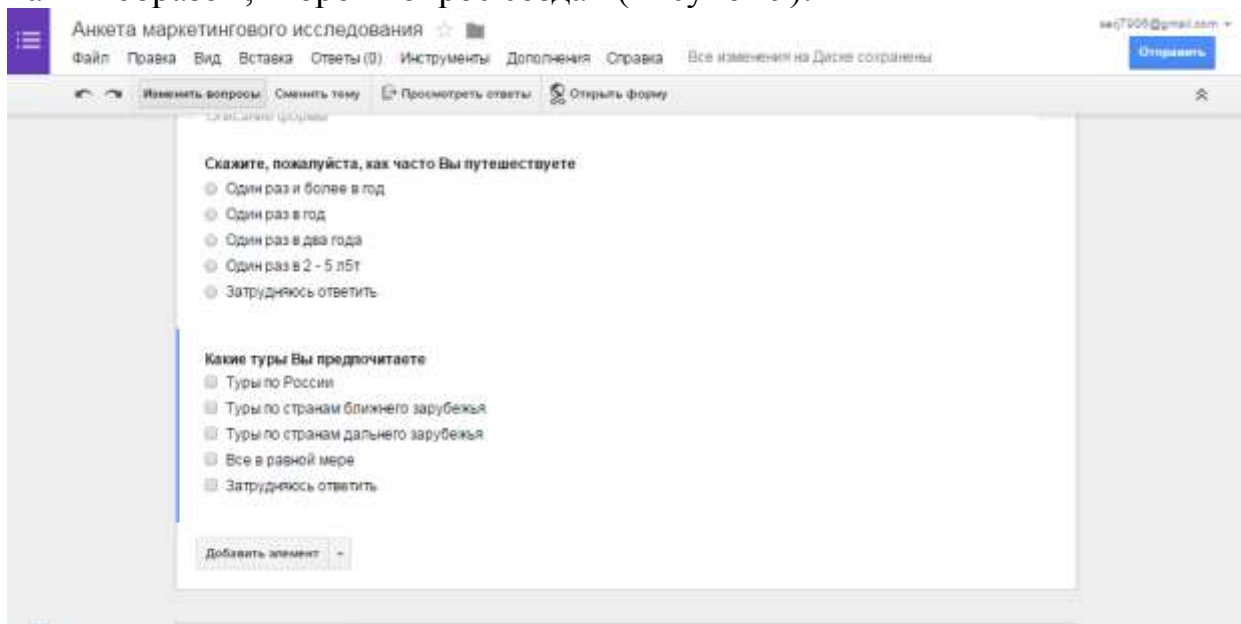 Анкета маркетингового исследования
Файл Правка Вид Вставка Ответы (0) Инструменты Дополнения Справка Все изменения на Диске сохранены
Отправить
Изменить вопросы Сменить тему Просмотреть ответы Открыть форму
Описание формы
Скажите, пожалуйста, как часто Вы путешествуете
Один раз и более в год
Один раз в год
Один раз в два года
Один раз в 2 - 5 л5т
Затрудняюсь ответить
Какие туры Вы предпочитаете
Туры по России
Туры по странам ближнего зарубежья
Туры по странам дальнего зарубежья
Все в равной мере
Затрудняюсь ответить
Добавить элемент